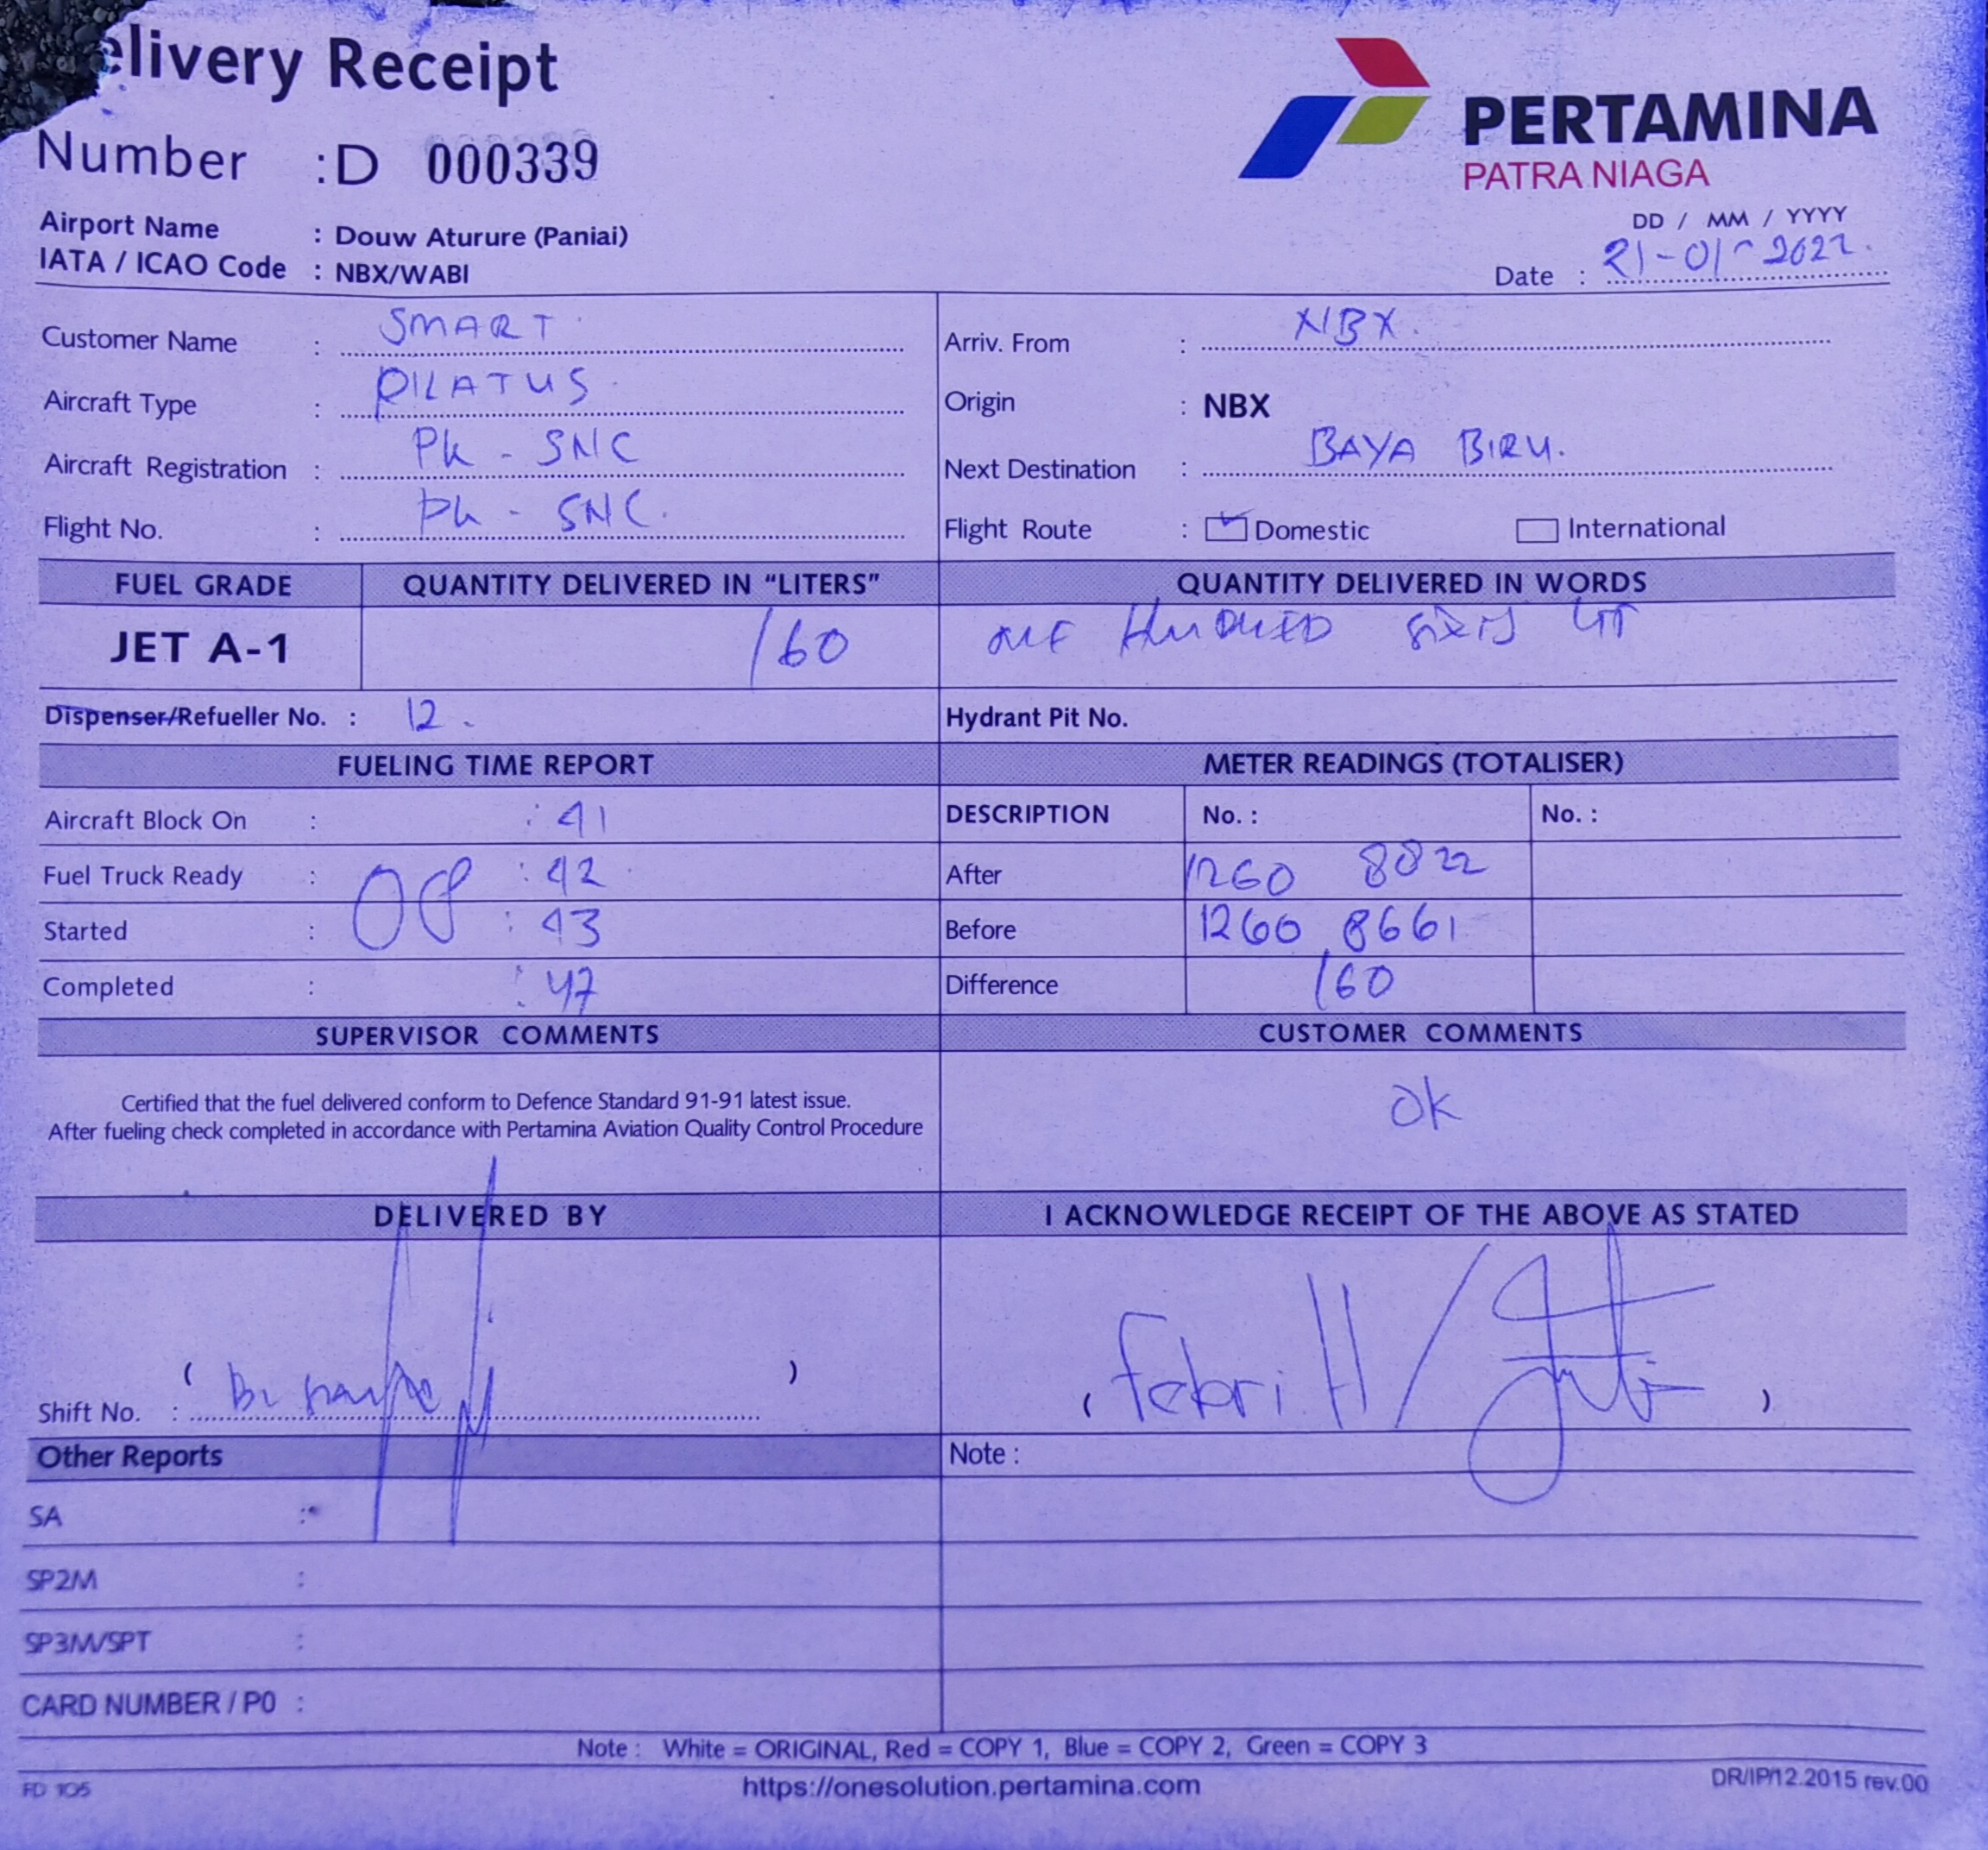 elivery Receipt
Number : D 000339
PERTAMINA
PATRA NIAGA
Airport Name : Douw Aturure (Paniai)
IATA / ICAO Code : NBX/WABI
DD / MM / YYYY
Date : 21-01-2022.
Customer Name : SMART
Arriv. From : NBX.
Aircraft Type : PILATUS
Origin : NBX
Aircraft Registration : PK - SNC
Next Destination : BAYA BIRU.
Flight No. : PK - SNC.
Flight Route : Domestic International
FUEL GRADE QUANTITY DELIVERED IN “LITERS” QUANTITY DELIVERED IN WORDS
JET A-1 160 ONE HUNDRED SIXTY LIT
Dispenser/Refueller No. : 12.
Hydrant Pit No.
FUELING TIME REPORT METER READINGS (TOTALISER)
Aircraft Block On : : 41
DESCRIPTION No. : No. :
Fuel Truck Ready : 08 : 42
After 1260 8822
Started : : 43
Before 1260 8661
Completed : : 47
Difference 160
SUPERVISOR COMMENTS CUSTOMER COMMENTS
Certified that the fuel delivered conform to Defence Standard 91-91 latest issue.
After fueling check completed in accordance with Pertamina Aviation Quality Control Procedure
OK
DELIVERED BY I ACKNOWLEDGE RECEIPT OF THE ABOVE AS STATED
( )
Shift No. :
( Febri H / )
Other Reports Note :
SA :
SP2M :
SP3M/SPT :
CARD NUMBER / P0 :
Note : White = ORIGINAL, Red = COPY 1, Blue = COPY 2, Green = COPY 3
FD 105 https://onesolution.pertamina.com DR/IP/12.2015 rev.00